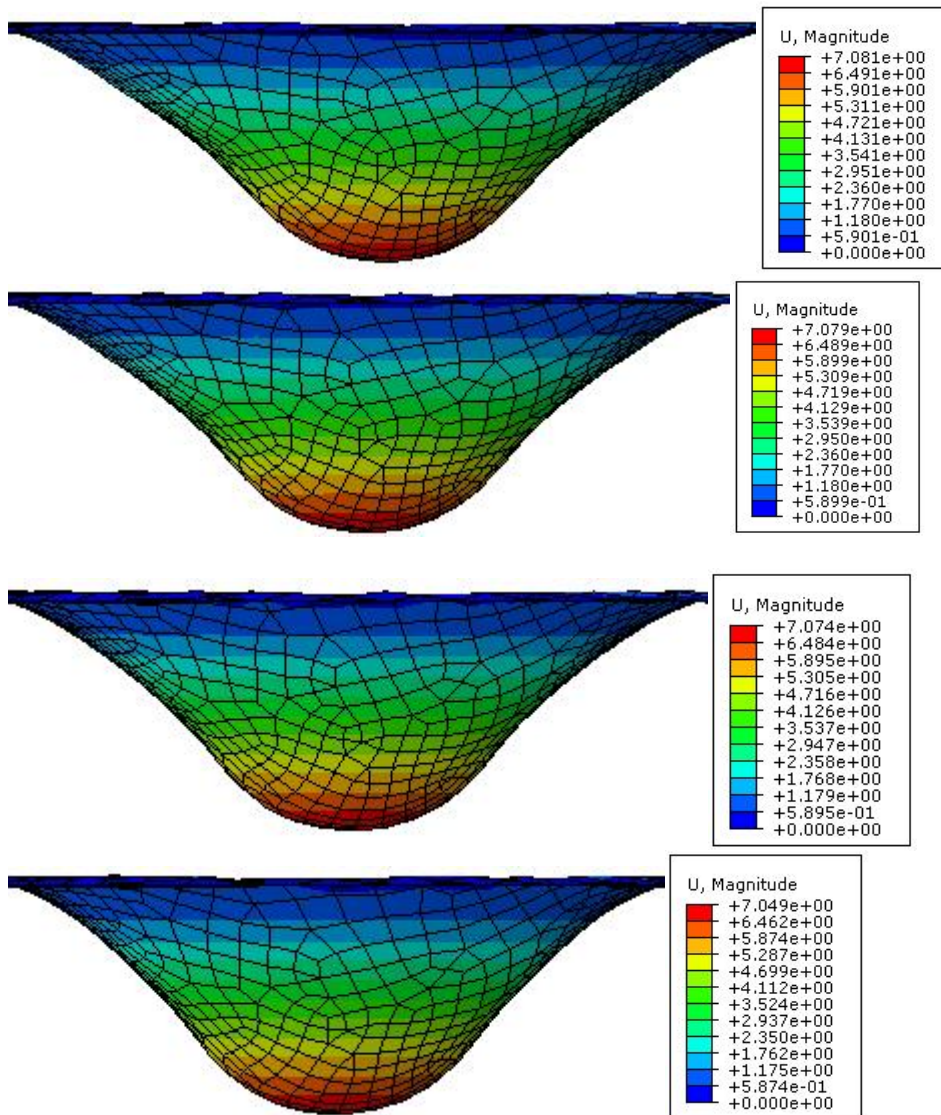 U, Magnitude
+7.081e+00
+6.491e+00
+5.901e+00
+5.311e+00
+4.721e+00
+4.131e+00
+3.541e+00
+2.951e+00
+2.360e+00
+1.770e+00
+1.180e+00
+5.901e-01
+0.000e+00
U, Magnitude
+7.079e+00
+6.489e+00
+5.899e+00
+5.309e+00
+4.719e+00
+4.129e+00
+3.539e+00
+2.950e+00
+2.360e+00
+1.770e+00
+1.180e+00
+5.899e-01
+0.000e+00
U, Magnitude
+7.074e+00
+6.484e+00
+5.895e+00
+5.305e+00
+4.716e+00
+4.126e+00
+3.537e+00
+2.947e+00
+2.358e+00
+1.768e+00
+1.179e+00
+5.895e-01
+0.000e+00
U, Magnitude
+7.049e+00
+6.462e+00
+5.874e+00
+5.287e+00
+4.699e+00
+4.112e+00
+3.524e+00
+2.937e+00
+2.350e+00
+1.762e+00
+1.175e+00
+5.874e-01
+0.000e+00